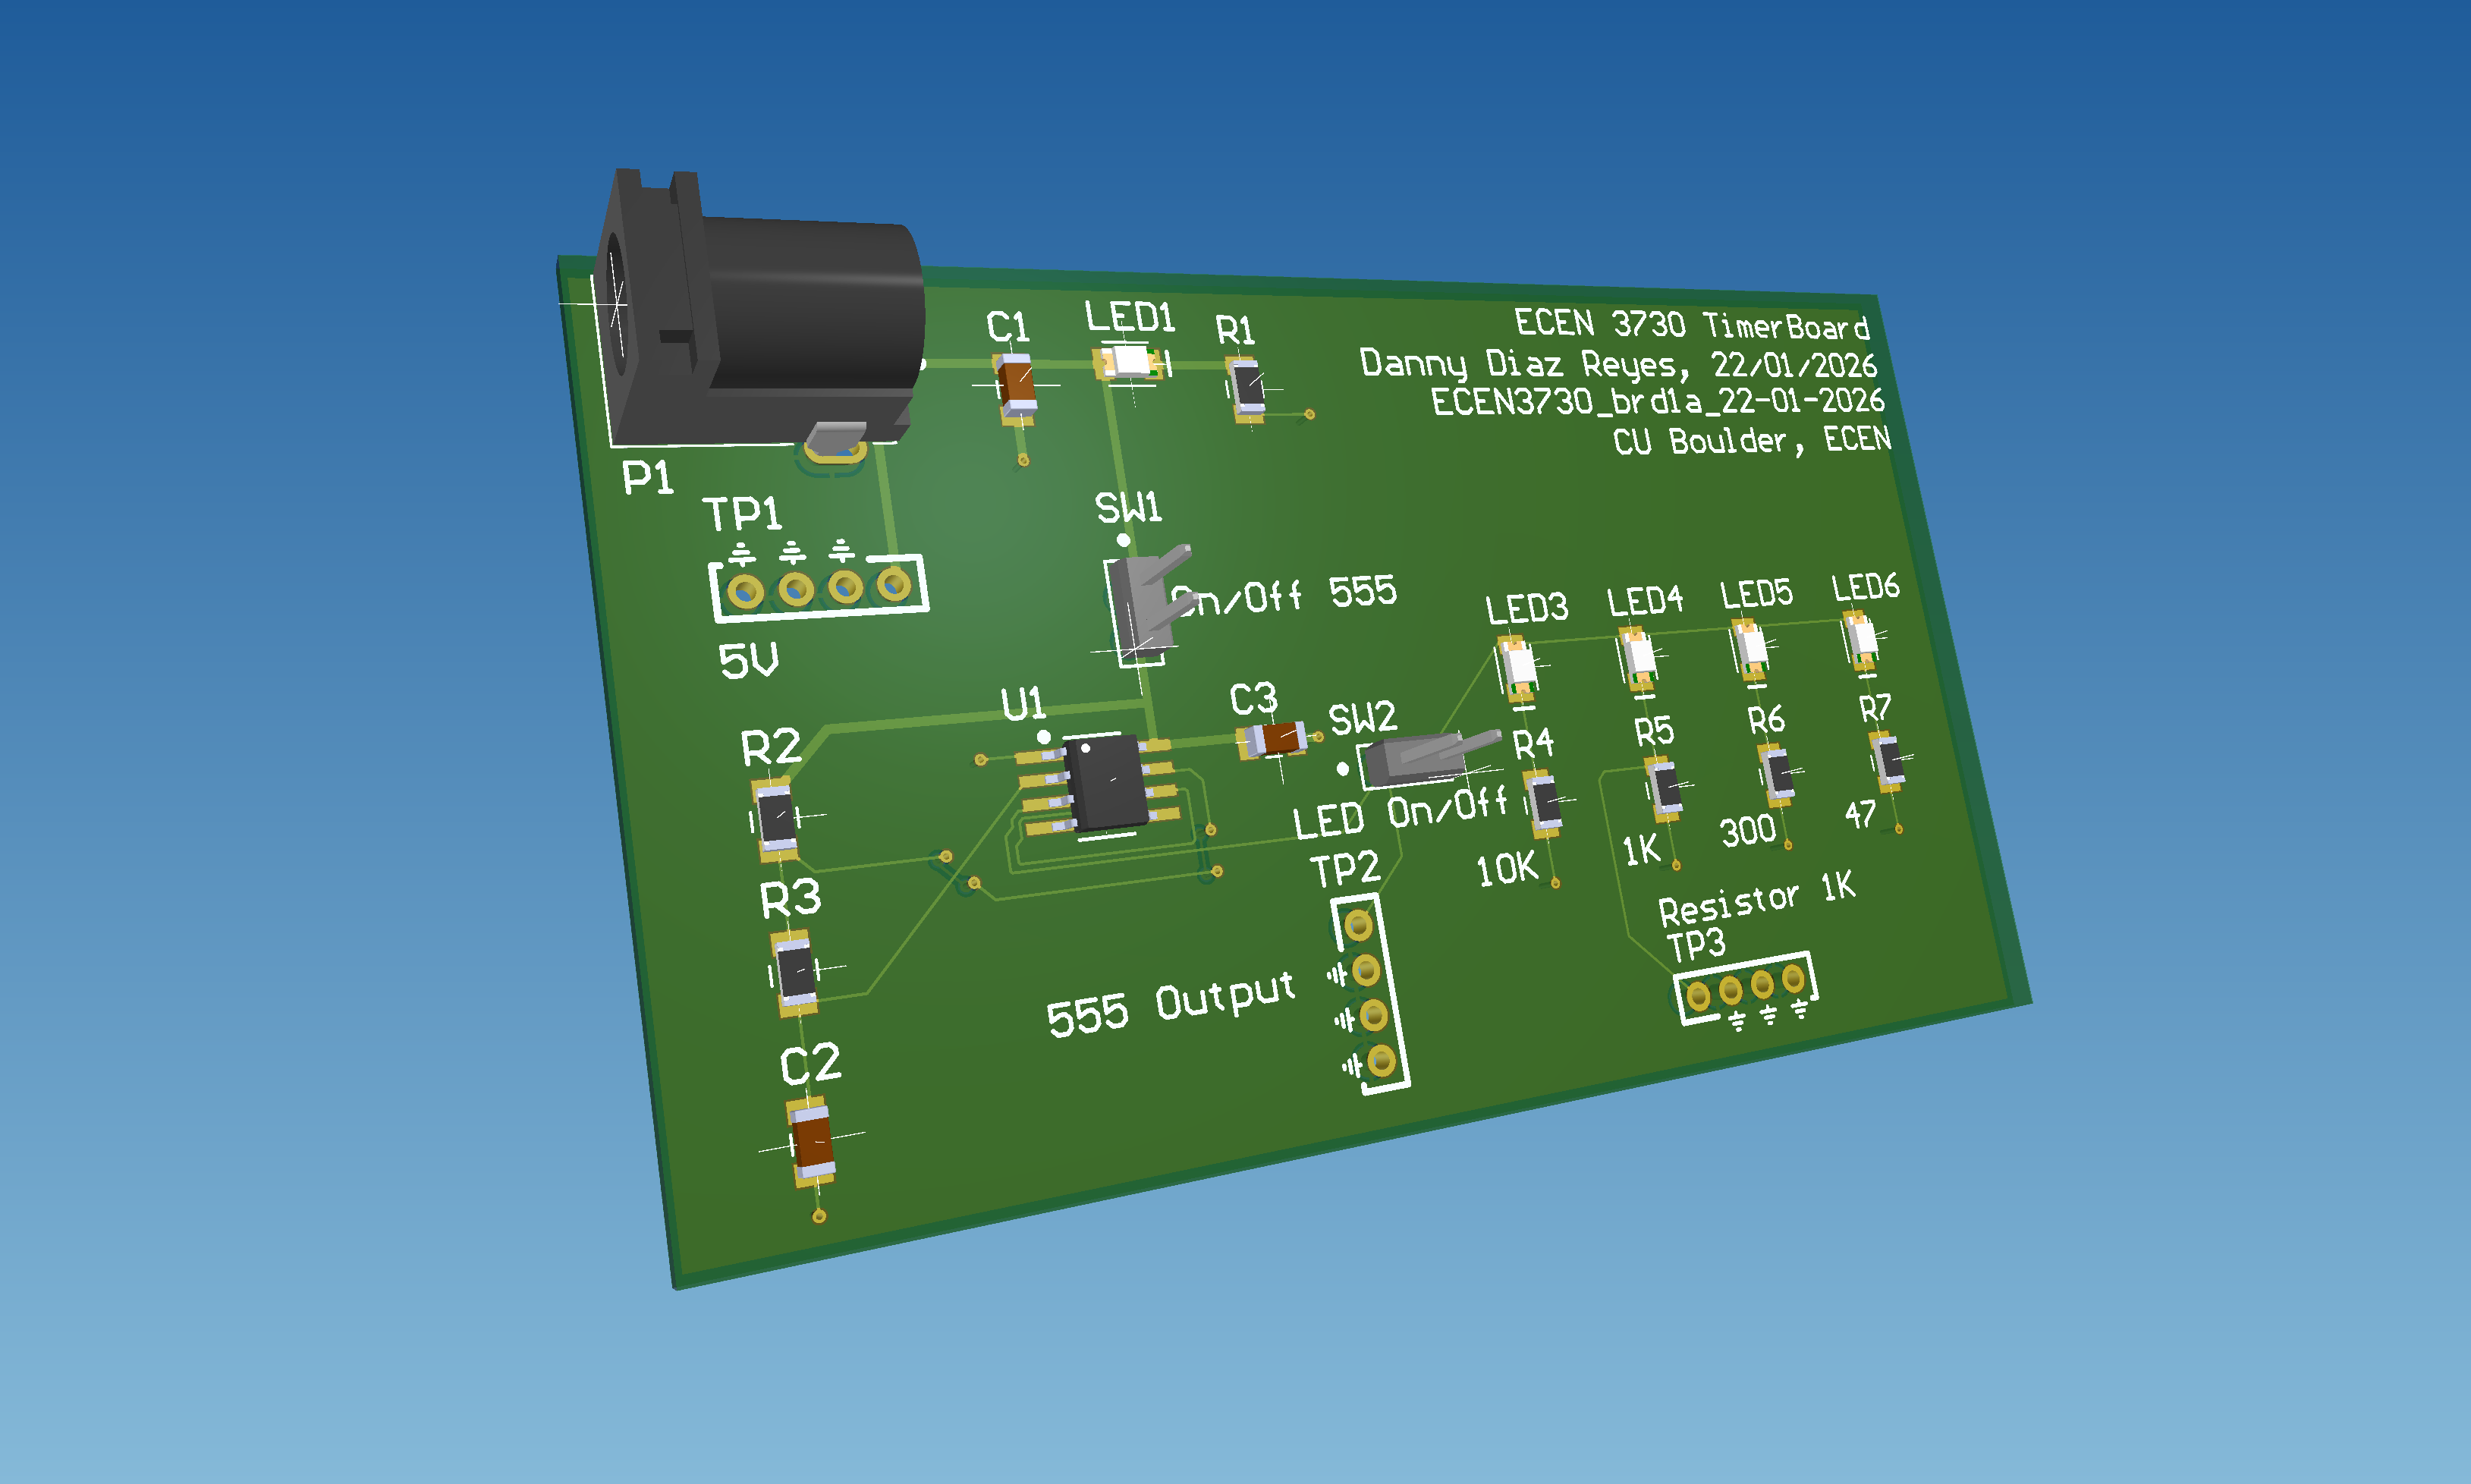 C1
LED1
R1
ECEN 3730 TimerBoard
Danny Diaz Reyes, 22/01/2026
ECEN3730_brd1a_22-01-2026
CU Boulder, ECEN
P1
TP1
5V
SW1
On/Off 555
LED3
LED4
LED5
LED6
U1
C3
SW2
LED On/Off
R2
R3
C2
R4
R5
R6
R7
10K
1K
300
47
TP2
555 Output
Resistor 1K
TP3